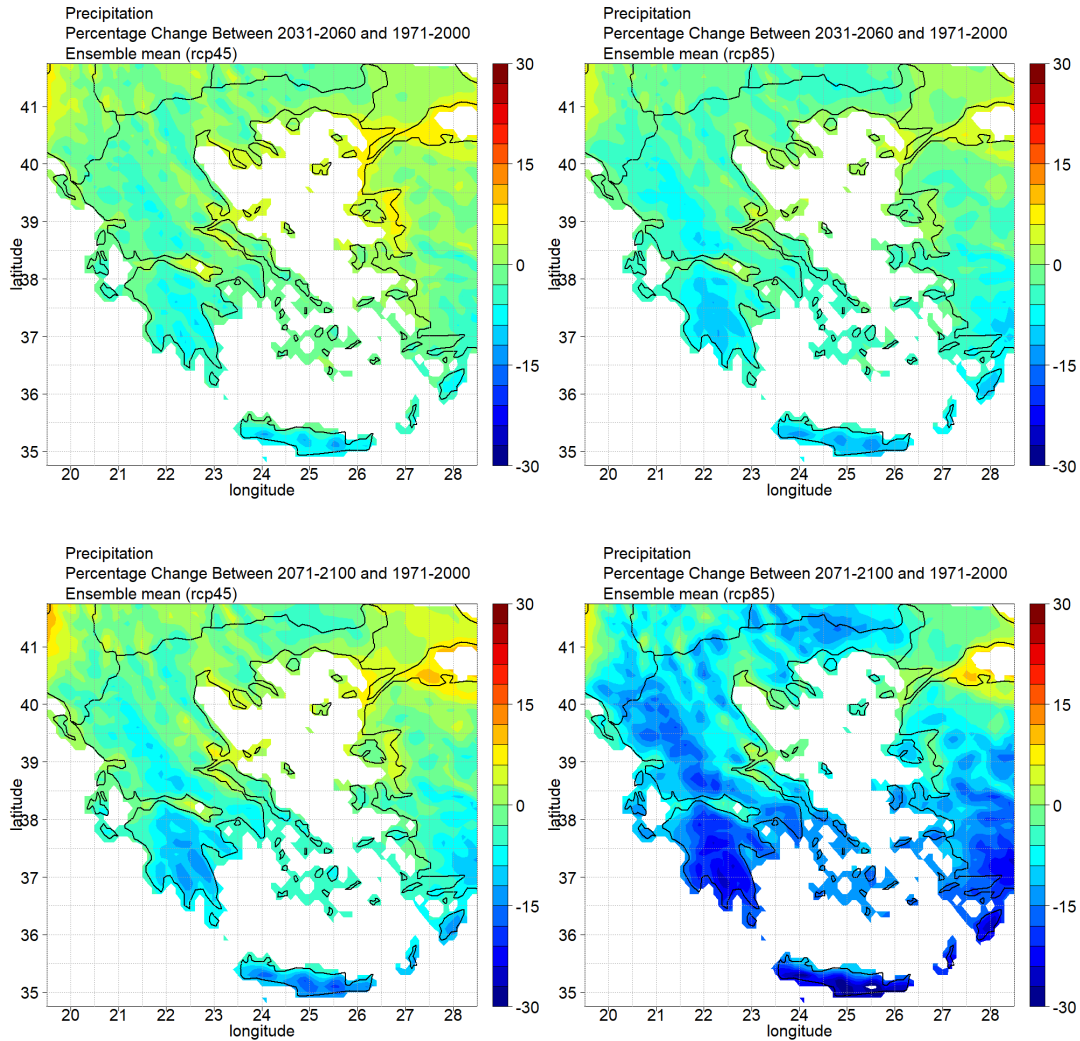 Precipitation
Percentage Change Between 2031-2060 and 1971-2000
Ensemble mean (rcp45)
41
40
39
38
37
36
35
latitude
20 21 22 23 24 25 26 27 28
longitude
30
15
0
-15
-30
Precipitation
Percentage Change Between 2031-2060 and 1971-2000
Ensemble mean (rcp85)
41
40
39
38
37
36
35
latitude
20 21 22 23 24 25 26 27 28
longitude
30
15
0
-15
-30
Precipitation
Percentage Change Between 2071-2100 and 1971-2000
Ensemble mean (rcp45)
41
40
39
38
37
36
35
latitude
20 21 22 23 24 25 26 27 28
longitude
30
15
0
-15
-30
Precipitation
Percentage Change Between 2071-2100 and 1971-2000
Ensemble mean (rcp85)
41
40
39
38
37
36
35
latitude
20 21 22 23 24 25 26 27 28
longitude
30
15
0
-15
-30